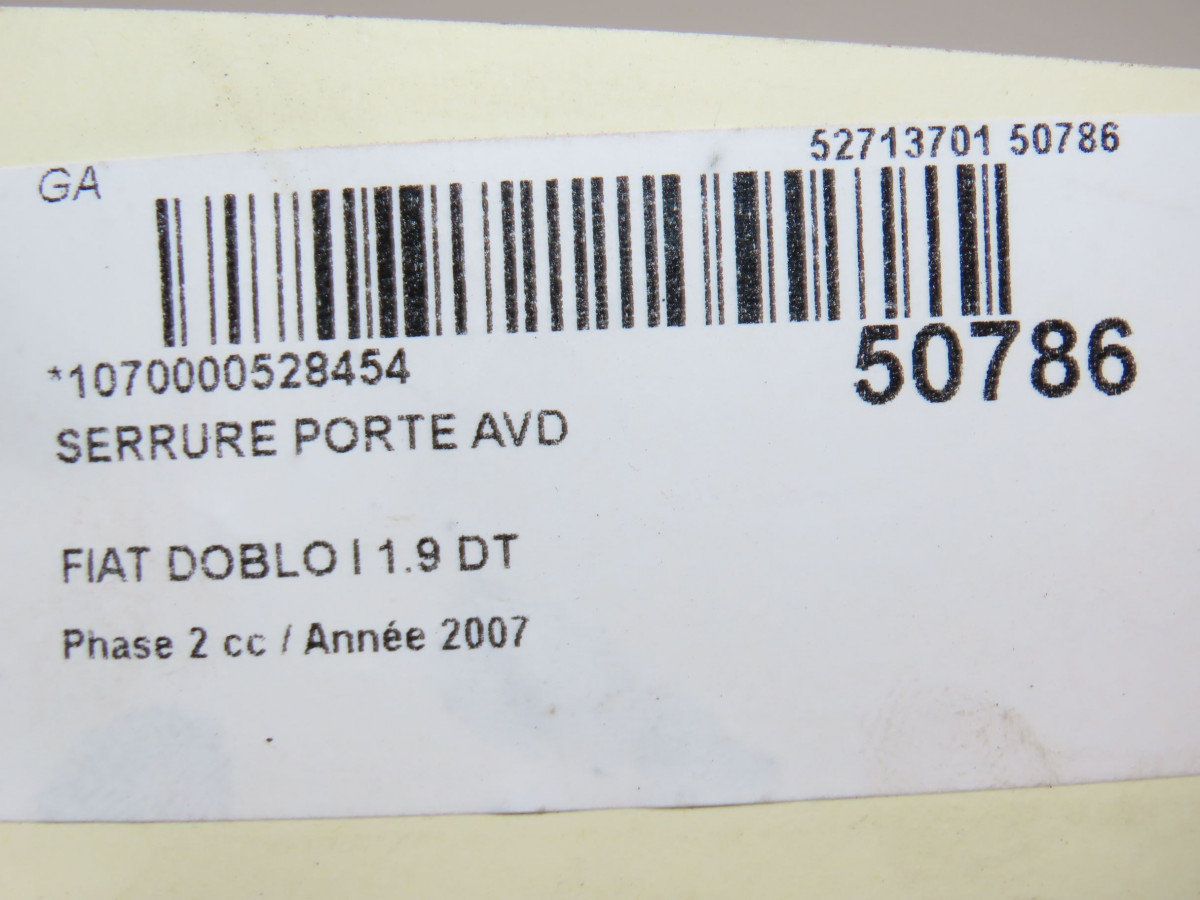 52713701 50786
GA
*1070000528454
50786
SERRURE PORTE AVD
FIAT DOBLO I 1.9 DT
Phase 2 cc / Année 2007